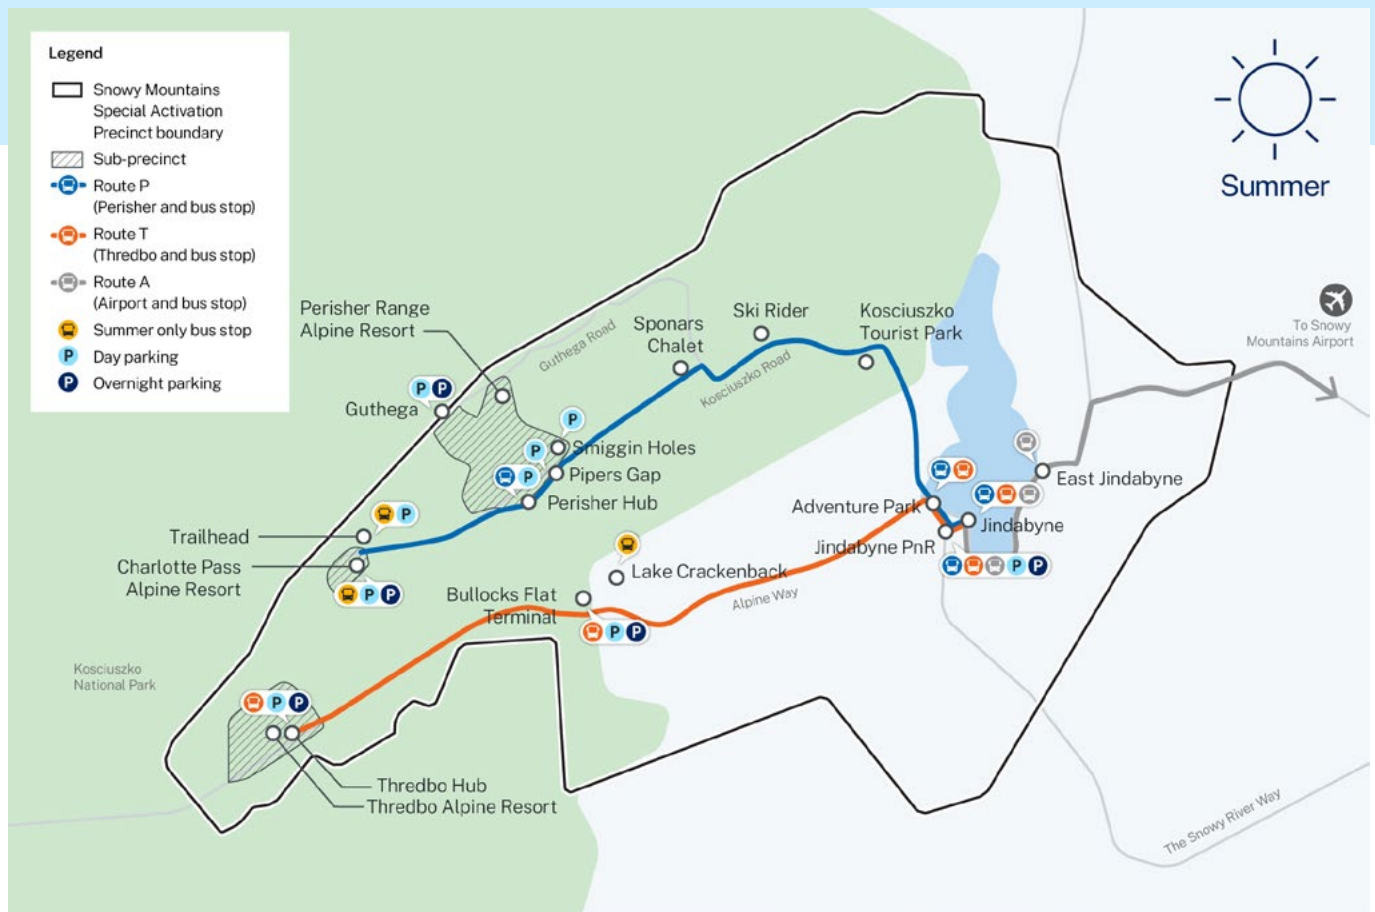 Legend
Snowy Mountains
Special Activation
Precinct boundary
Sub-precinct
Route P
(Perisher and bus stop)
Route T
(Thredbo and bus stop)
Route A
(Airport and bus stop)
Summer only bus stop
P Day parking
P Overnight parking
Summer
Perisher Range
Alpine Resort
Guthega Road
Sponars
Chalet
Ski Rider
Kosciuszko
Tourist Park
Kosciuszko Road
To Snowy
Mountains Airport
P P
Guthega
P
Smiggin Holes
P
Pipers Gap
P
Perisher Hub
East Jindabyne
Adventure Park
Jindabyne
Jindabyne PnR
P P
P
Trailhead
Charlotte Pass
Alpine Resort
P P
Lake Crackenback
Bullocks Flat
Terminal
P P
Alpine Way
Kosciuszko
National Park
P P
Thredbo Hub
Thredbo Alpine Resort
The Snowy River Way